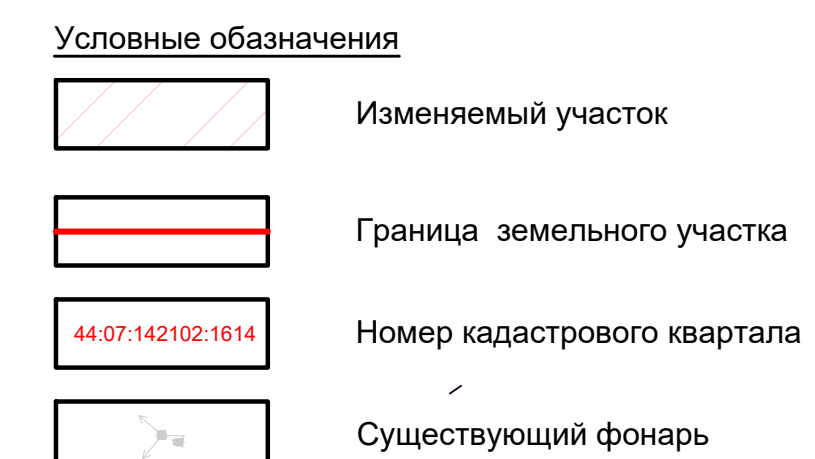 Условные обазначения
Изменяемый участок
Граница земельного участка
44:07:142102:1614 Номер кадастрового квартала
Существующий фонарь